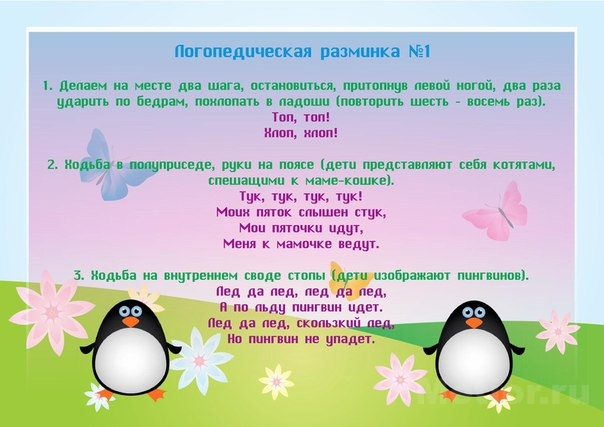 Логопедическая разминка №1
1. Делаем на месте два шага, остановиться, притопнув левой ногой, два раза
ударить по бедрам, похлопать в ладоши (повторить шесть - восемь раз).
Топ, топ!
Хлоп, хлоп!
2. Ходьба в полуприседе, руки на поясе (дети представляют себя котятами,
спешащими к маме-кошке).
Тук, тук, тук, тук!
Моих пяток слышен стук,
Мои пяточки идут,
Меня к мамочке ведут.
3. Ходьба на внутреннем своде стопы (дети изображают пингвинов).
Лед да лед, лед да лед,
А по льду пингвин идет.
Лед да лед, скользкий лед,
Но пингвин не упадет.